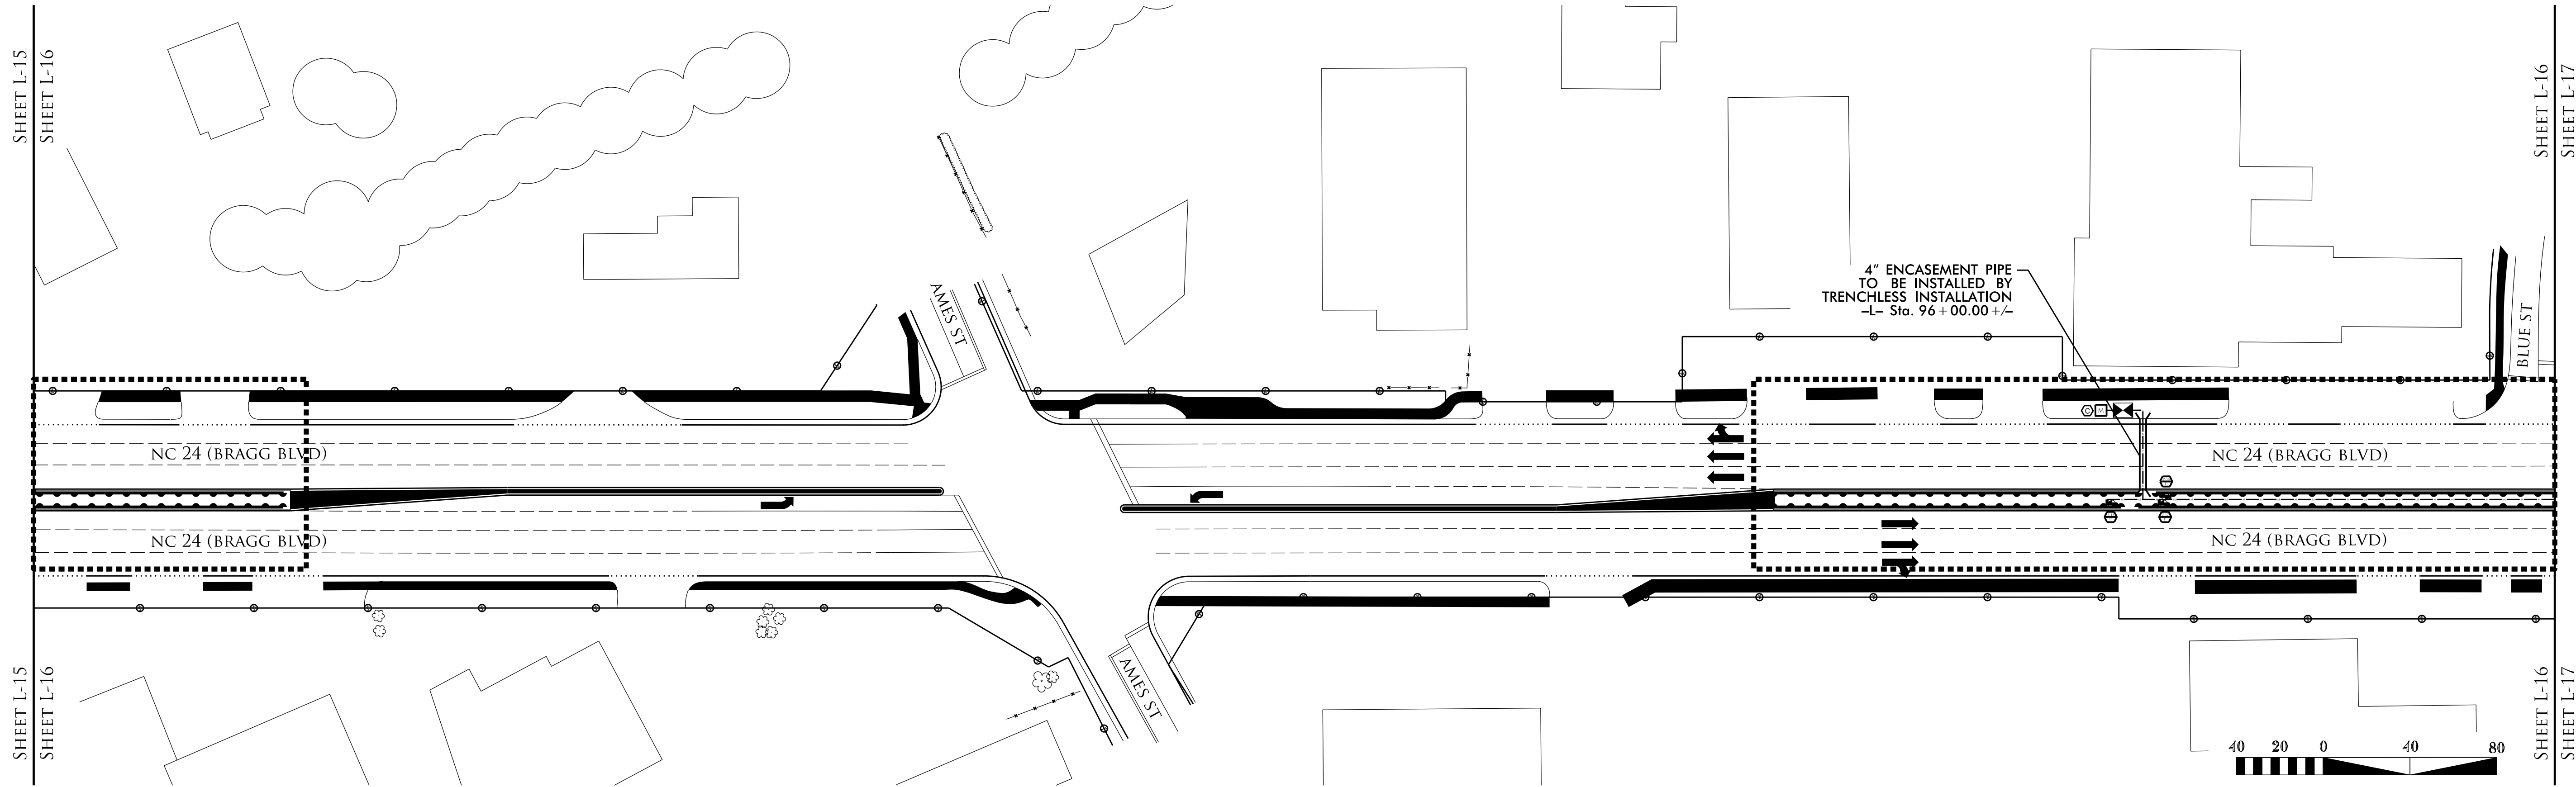 SHEET L-15
SHEET L-16
SHEET L-16
SHEET L-17
4" ENCASEMENT PIPE
TO BE INSTALLED BY
TRENCHLESS INSTALLATION
-L- Sta. 96+00.00 +/-
AMES ST
BLUE ST
NC 24 (BRAGG BLVD)
NC 24 (BRAGG BLVD)
C M
NC 24 (BRAGG BLVD)
NC 24 (BRAGG BLVD)
AMES ST
SHEET L-15
SHEET L-16
SHEET L-16
SHEET L-17
40 20 0 40 80